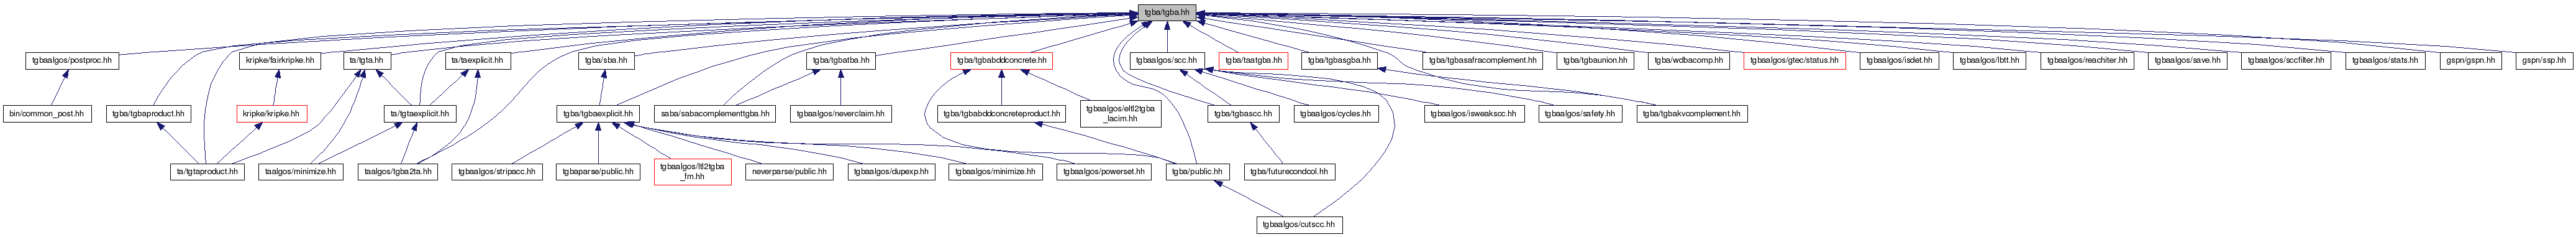 tgba/tgba.hh
tgbaalgos/postproc.hh
kripke/fairkripke.hh
ta/tgta.hh
ta/taexplicit.hh
tgba/sba.hh
tgba/tgbatba.hh
tgba/tgbabddconcrete.hh
tgbaalgos/scc.hh
tgba/taatgba.hh
tgba/tgbasgba.hh
tgba/tgbasafracomplement.hh
tgba/tgbaunion.hh
tgba/wdbacomp.hh
tgbaalgos/gtec/status.hh
tgbaalgos/isdet.hh
tgbaalgos/lbtt.hh
tgbaalgos/reachiter.hh
tgbaalgos/save.hh
tgbaalgos/sccfilter.hh
tgbaalgos/stats.hh
gspn/gspn.hh
gspn/ssp.hh
bin/common_post.hh
tgba/tgbaproduct.hh
kripke/kripke.hh
ta/tgtaexplicit.hh
tgba/tgbaexplicit.hh
saba/sabacomplementtgba.hh
tgbaalgos/neverclaim.hh
tgba/tgbabddconcreteproduct.hh
tgbaalgos/eltl2tgba
_lacim.hh
tgba/tgbascc.hh
tgbaalgos/cycles.hh
tgbaalgos/isweakscc.hh
tgbaalgos/safety.hh
tgba/tgbakvcomplement.hh
ta/tgtaproduct.hh
taalgos/minimize.hh
taalgos/tgba2ta.hh
tgbaalgos/stripacc.hh
tgbaparse/public.hh
tgbaalgos/ltl2tgba
_fm.hh
neverparse/public.hh
tgbaalgos/dupexp.hh
tgbaalgos/minimize.hh
tgbaalgos/powerset.hh
tgba/public.hh
tgba/futurecondcol.hh
tgbaalgos/cutscc.hh